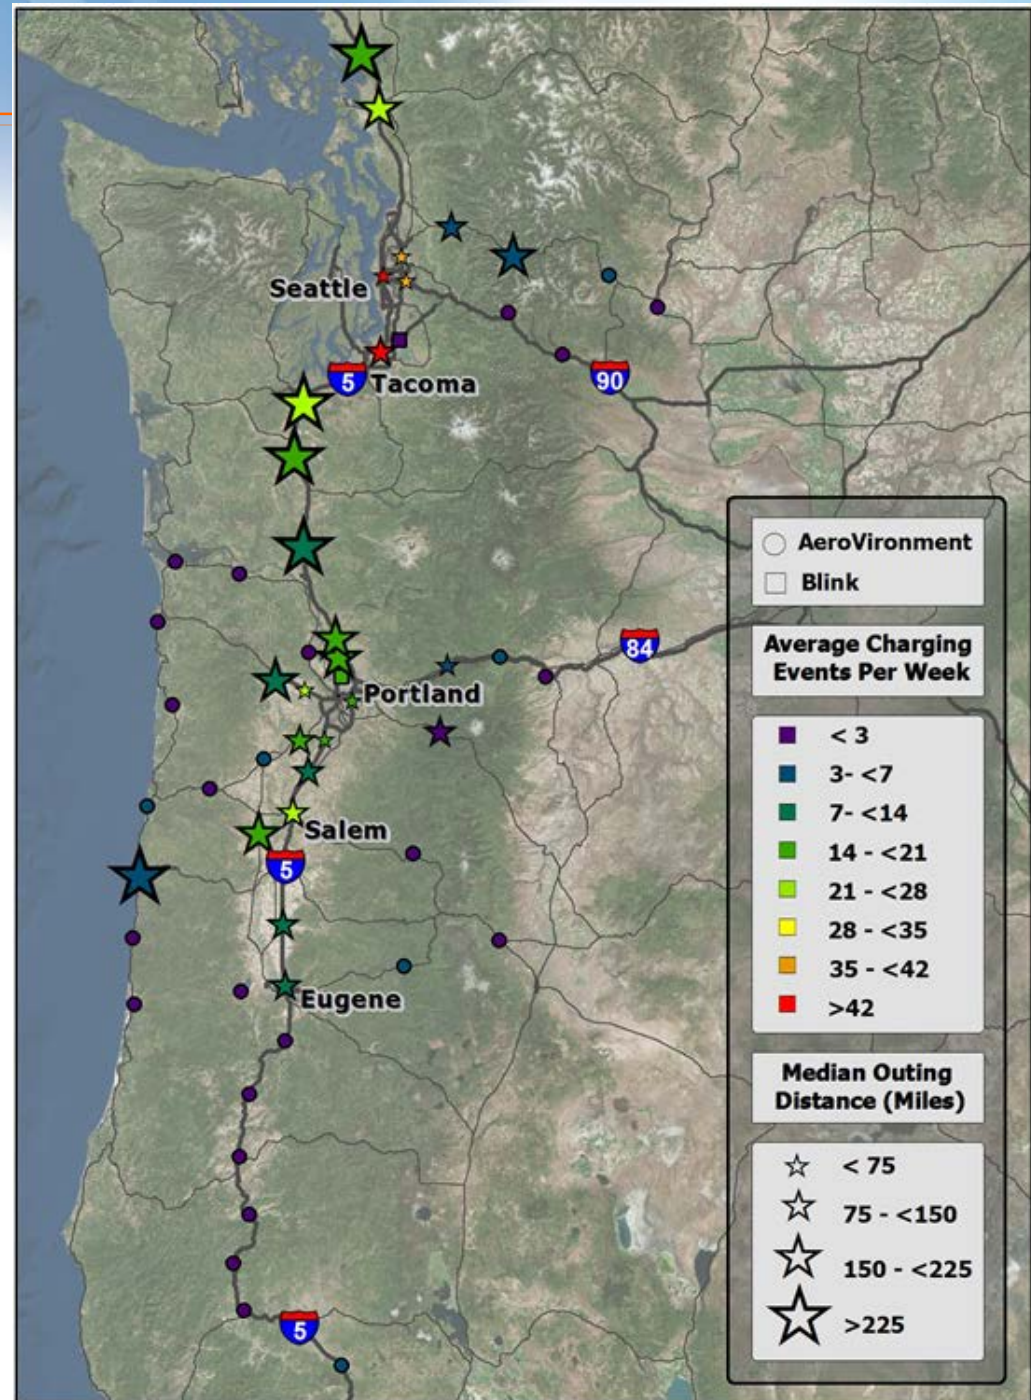 Seattle
5
Tacoma
90
84
Portland
Salem
5
Eugene
5
AeroVironment
Blink
Average Charging
Events Per Week
< 3
3- <7
7- <14
14 - <21
21 - <28
28 - <35
35 - <42
>42
Median Outing
Distance (Miles)
< 75
75 - <150
150 - <225
>225